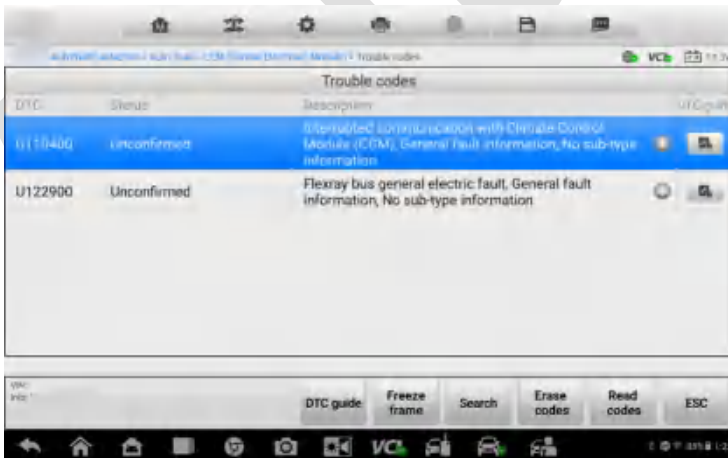 Trouble codes
DTC Status Description
U110400 Unconfirmed Interrupted communication with Climate Control
Module (CCM), General fault information, No sub-type
information
U122900 Unconfirmed Flexray bus general electric fault, General fault
information, No sub-type information
DTC guide Freeze frame Search Erase codes Read codes ESC
VCI